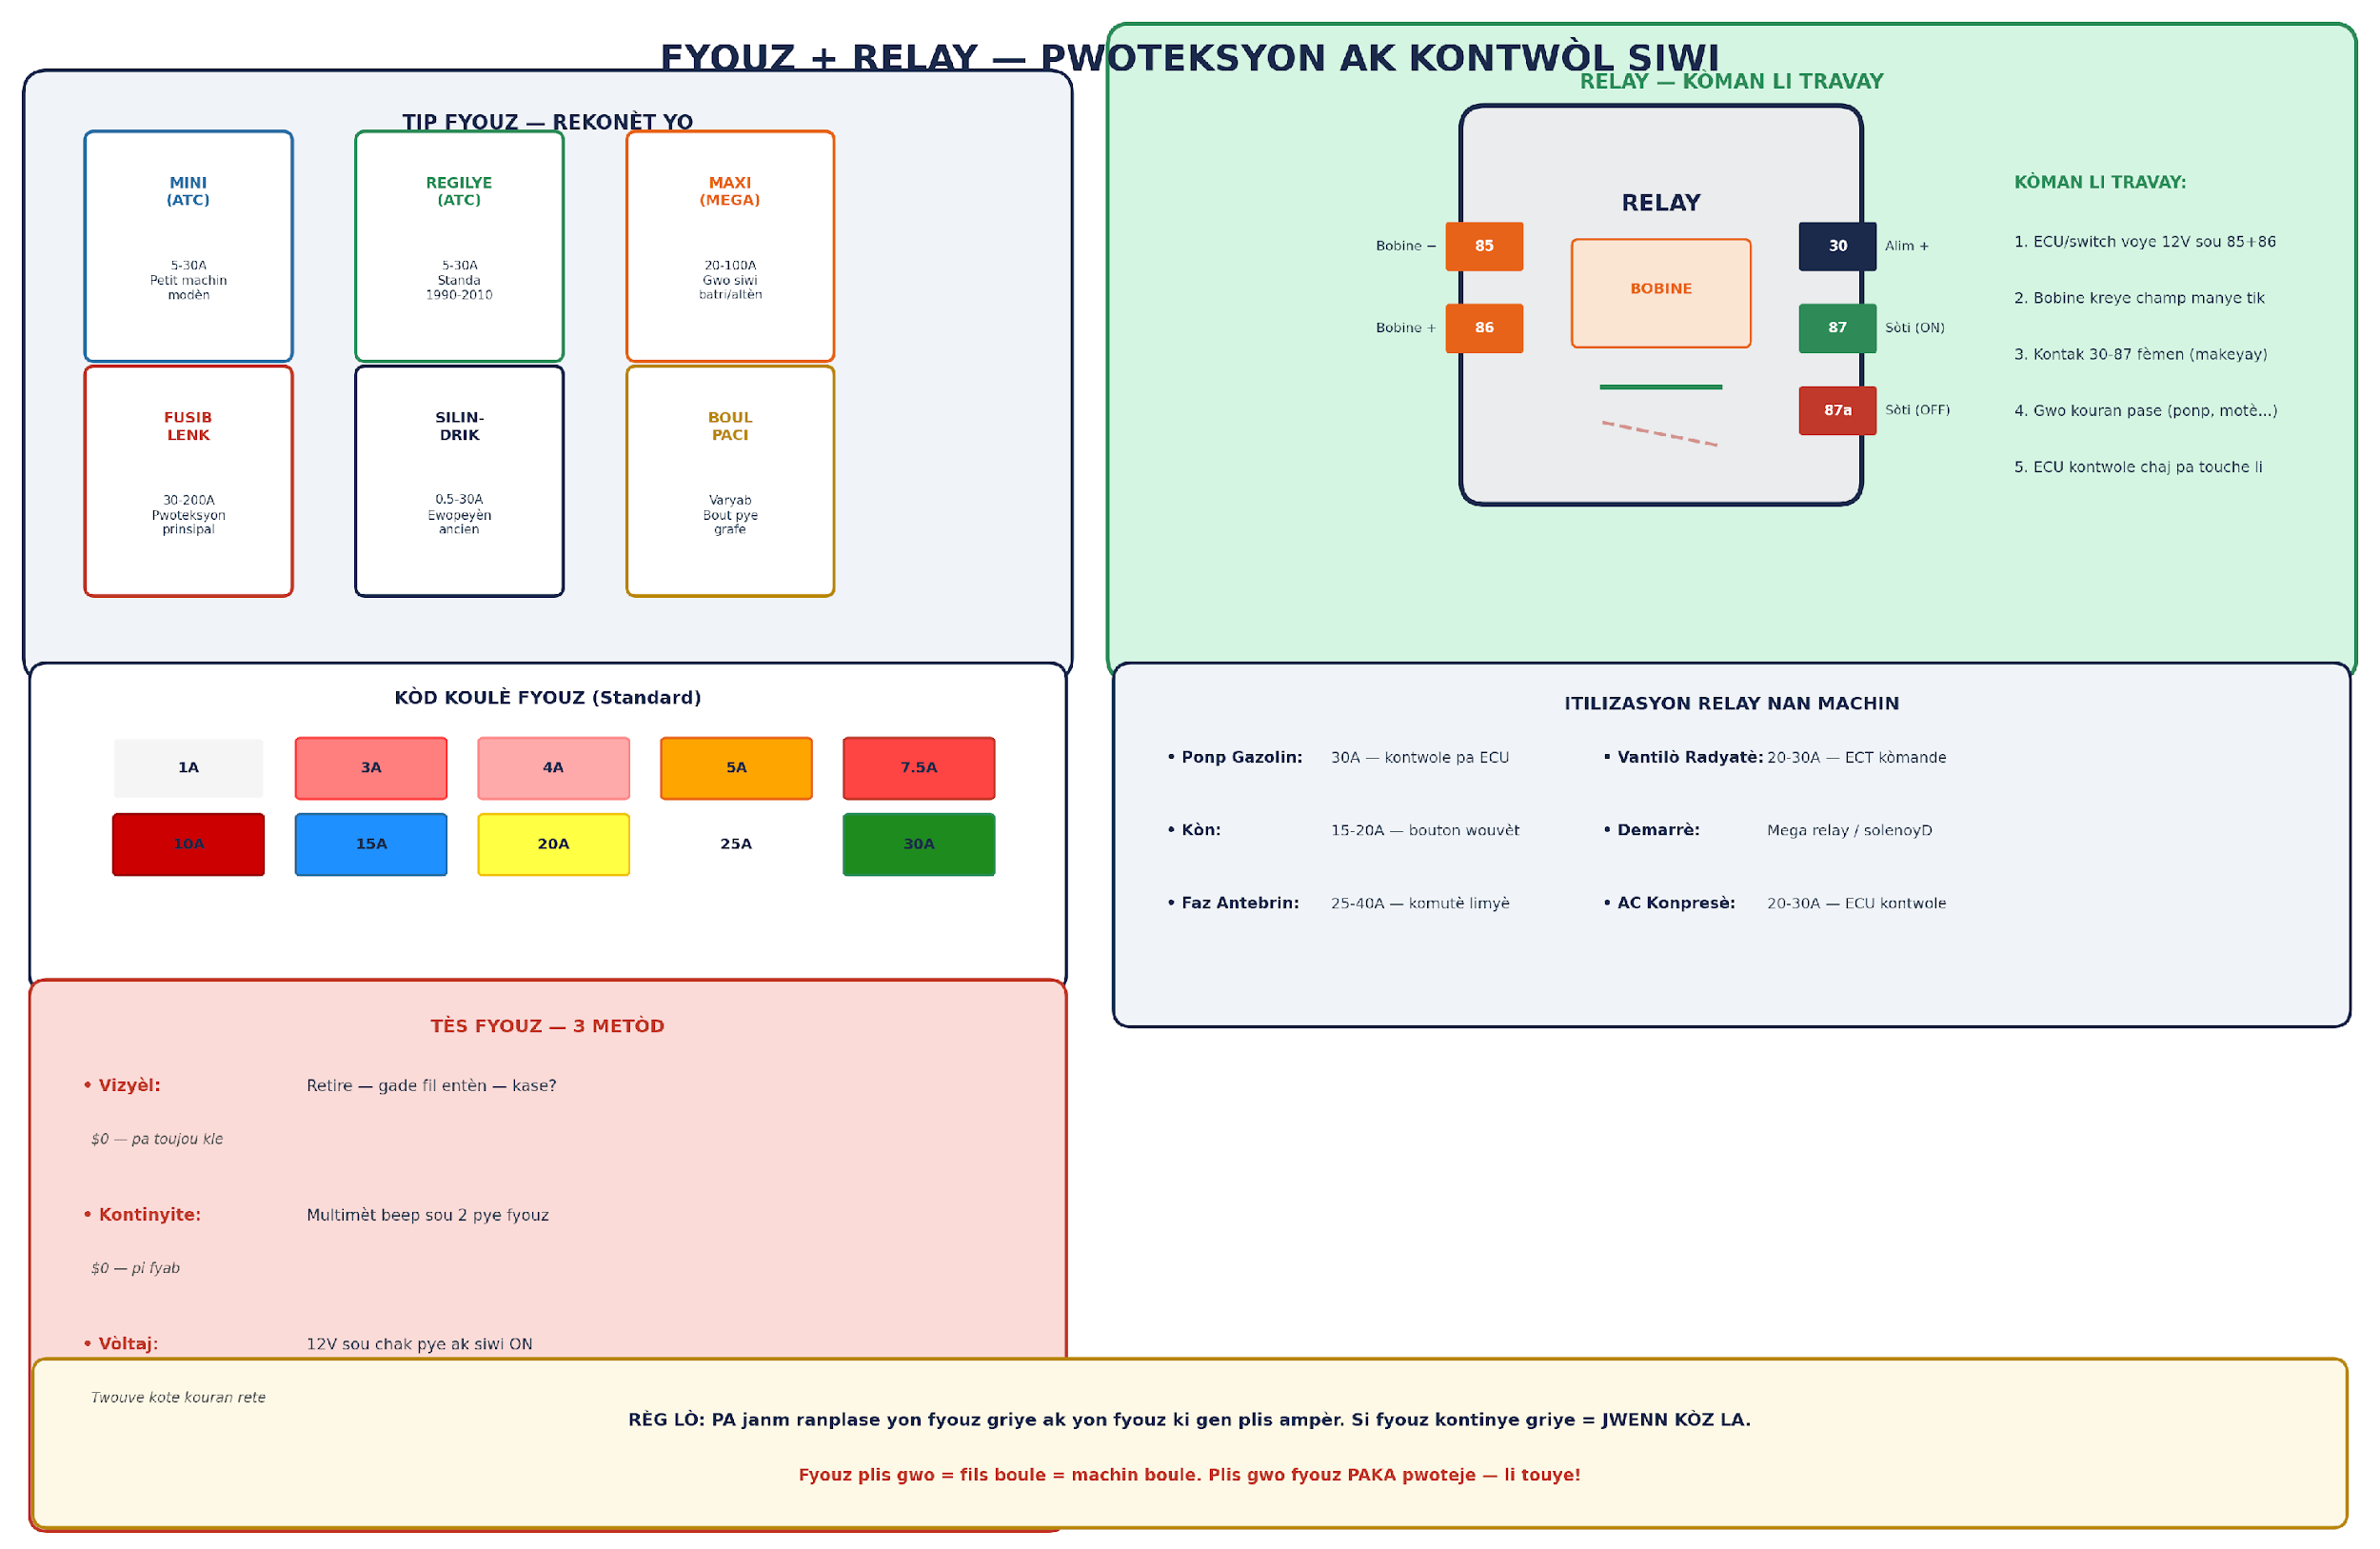 FYOUZ + RELAY — PWOTEKSYON AK KONTWÒL SIWI
TIP FYOUZ — REKONÈT YO
MINI
(ATC)
5-30A
Petit machin
modèn
REGILYE
(ATC)
5-30A
Standa
1990-2010
MAXI
(MEGA)
20-100A
Gwo siwi
batri/altèn
FUSIB
LENK
30-200A
Pwoteksyon
prinsipal
SILIN-
DRIK
0.5-30A
Ewopeyèn
ancien
BOUL
PACI
Varyab
Bout pye
grafe
RELAY — KÒMAN LI TRAVAY
RELAY
BOBINE
Bobine −
85
Bobine +
86
30
Alim +
87
Sòti (ON)
87a
Sòti (OFF)
KÒMAN LI TRAVAY:
1. ECU/switch voye 12V sou 85+86
2. Bobine kreye champ manye tik
3. Kontak 30-87 fèmen (makeyay)
4. Gwo kouran pase (ponp, motè...)
5. ECU kontwole chaj pa touche li
KÒD KOULÈ FYOUZ (Standard)
1A
3A
4A
5A
7.5A
10A
15A
20A
25A
30A
ITILIZASYON RELAY NAN MACHIN
• Ponp Gazolin: 30A — kontwole pa ECU
• Vantilò Radyatè: 20-30A — ECT kòmande
• Kòn: 15-20A — bouton wouvèt
• Demarrè: Mega relay / solenoyD
• Faz Antebrin: 25-40A — komutè limyè
• AC Konpresè: 20-30A — ECU kontwole
TÈS FYOUZ — 3 METÒD
• Vizyèl: Retire — gade fil entèn — kase?
$0 — pa toujou kle
• Kontinyite: Multimèt beep sou 2 pye fyouz
$0 — pi fyab
• Vòltaj: 12V sou chak pye ak siwi ON
Twouve kote kouran rete
RÈG LÒ: PA janm ranplase yon fyouz griye ak yon fyouz ki gen plis ampèr. Si fyouz kontinye griye = JWENN KÒZ LA.
Fyouz plis gwo = fils boule = machin boule. Plis gwo fyouz PAKA pwoteje — li touye!